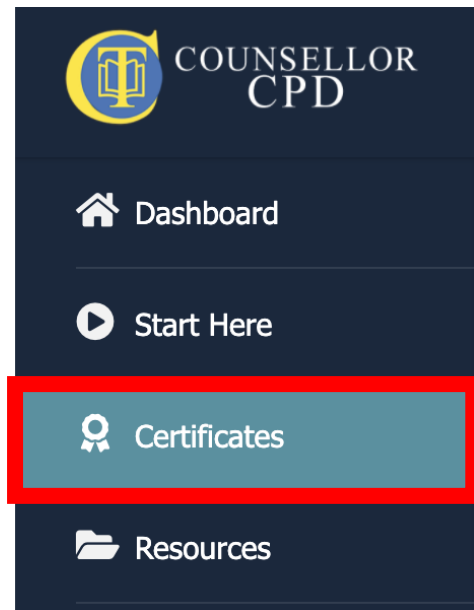 COUNSELLOR
CPD
Dashboard
Start Here
Certificates
Resources